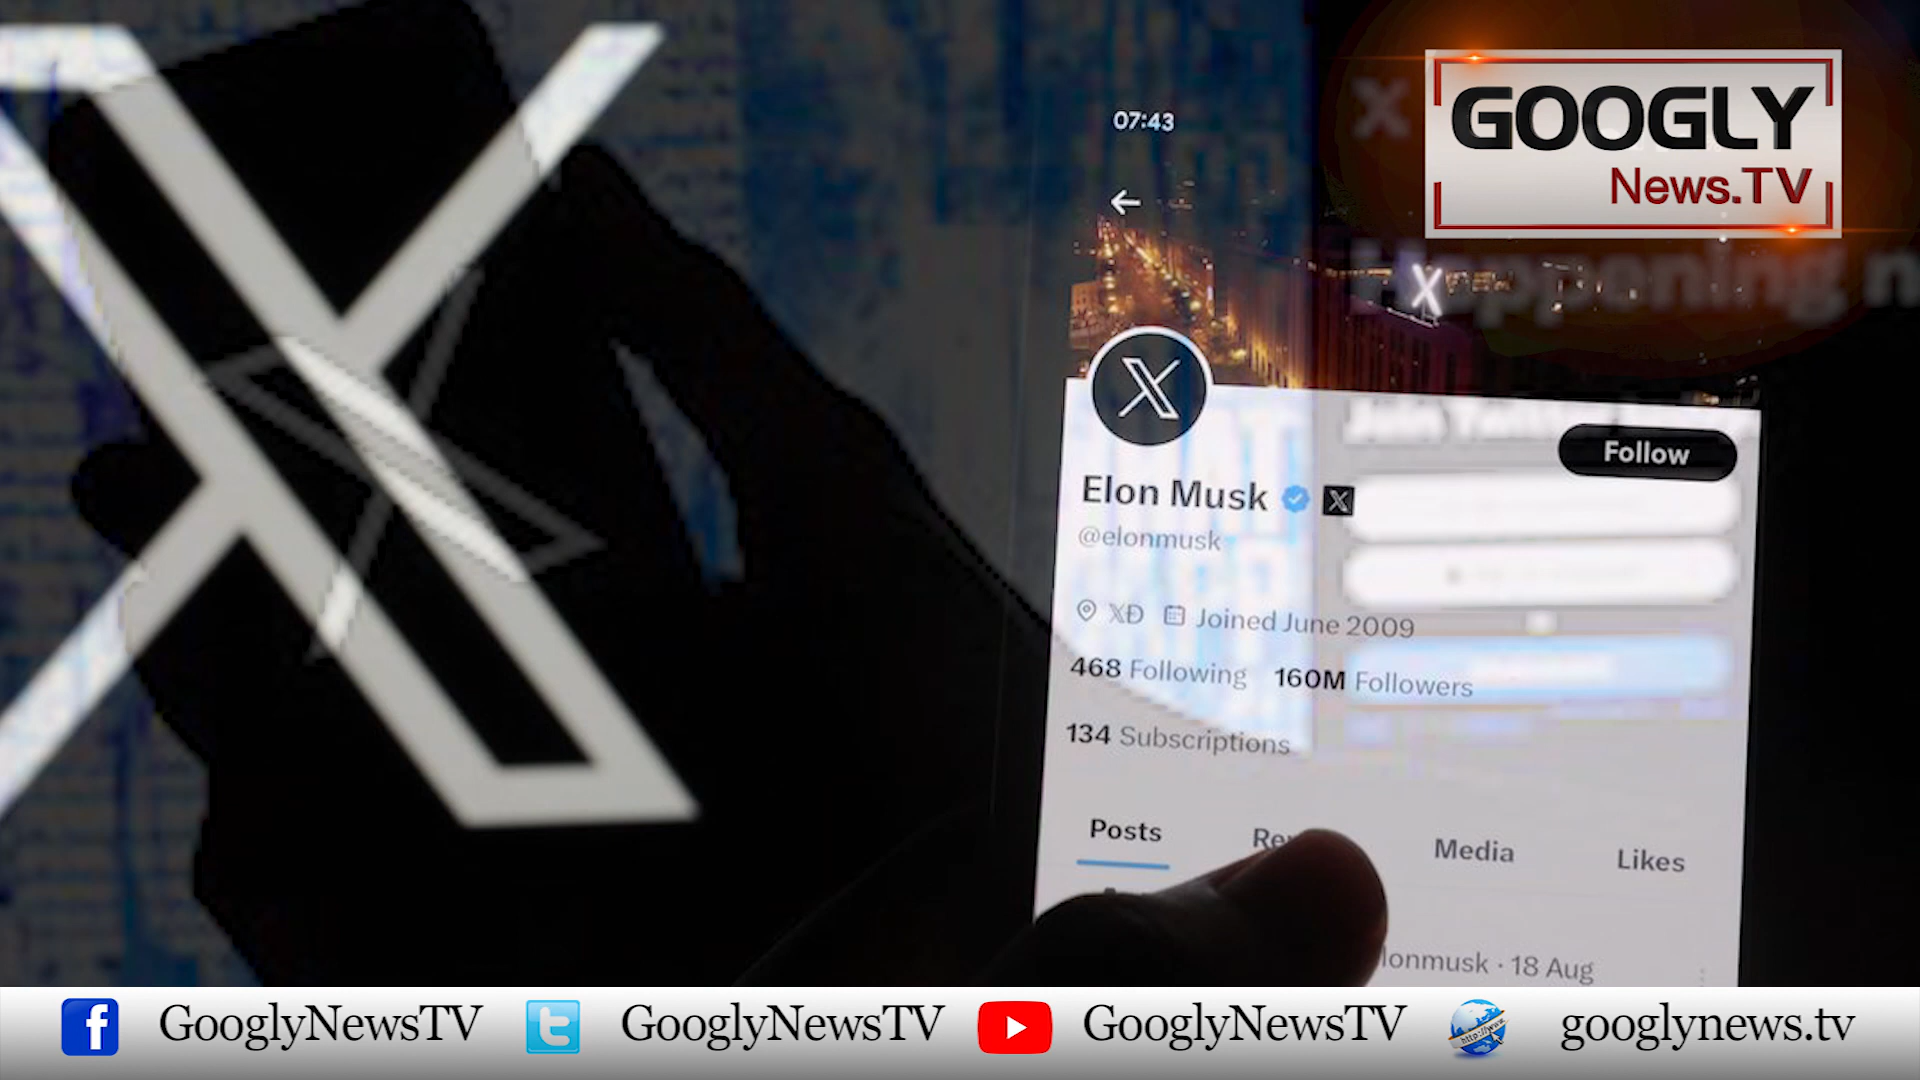 GOOGLY
News.TV
07:43
X
Happening n
X
Follow
Elon Musk
@elonmusk
Joined June 2009
468 Following 160M Followers
134 Subscriptions
Posts Media Likes
lonmusk · 18 Aug
GooglyNewsTV GooglyNewsTV GooglyNewsTV googlynews.tv